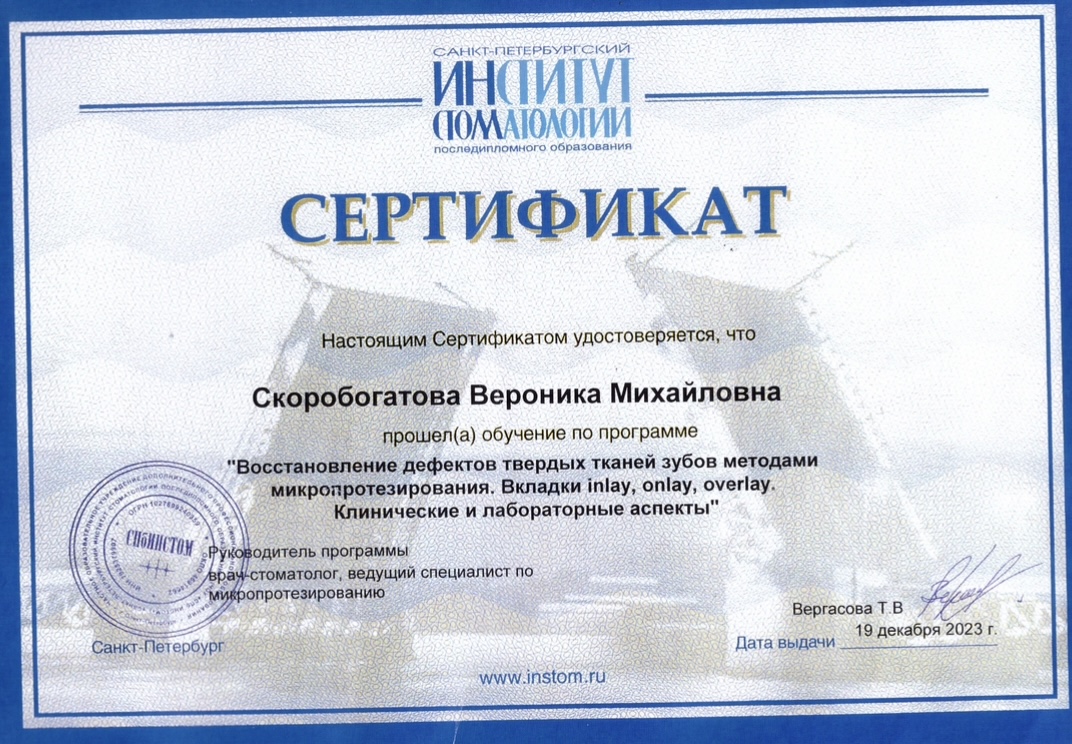 САНКТ-ПЕТЕРБУРГСКИЙ
ИНСТИТУТ
СТОМАТОЛОГИИ
последипломного образования
СЕРТИФИКАТ
Настоящим Сертификатом удостоверяется, что
Скоробогатова Вероника Михайловна
прошел(а) обучение по программе
"Восстановление дефектов твердых тканей зубов методами
микропротезирования. Вкладки inlay, onlay, overlay.
Клинические и лабораторные аспекты"
СПбИНСТОМ
Руководитель программы
врач-стоматолог, ведущий специалист по
микропротезированию
Вергасова Т.В
19 декабря 2023 г.
Дата выдачи
Санкт-Петербург
www.instom.ru